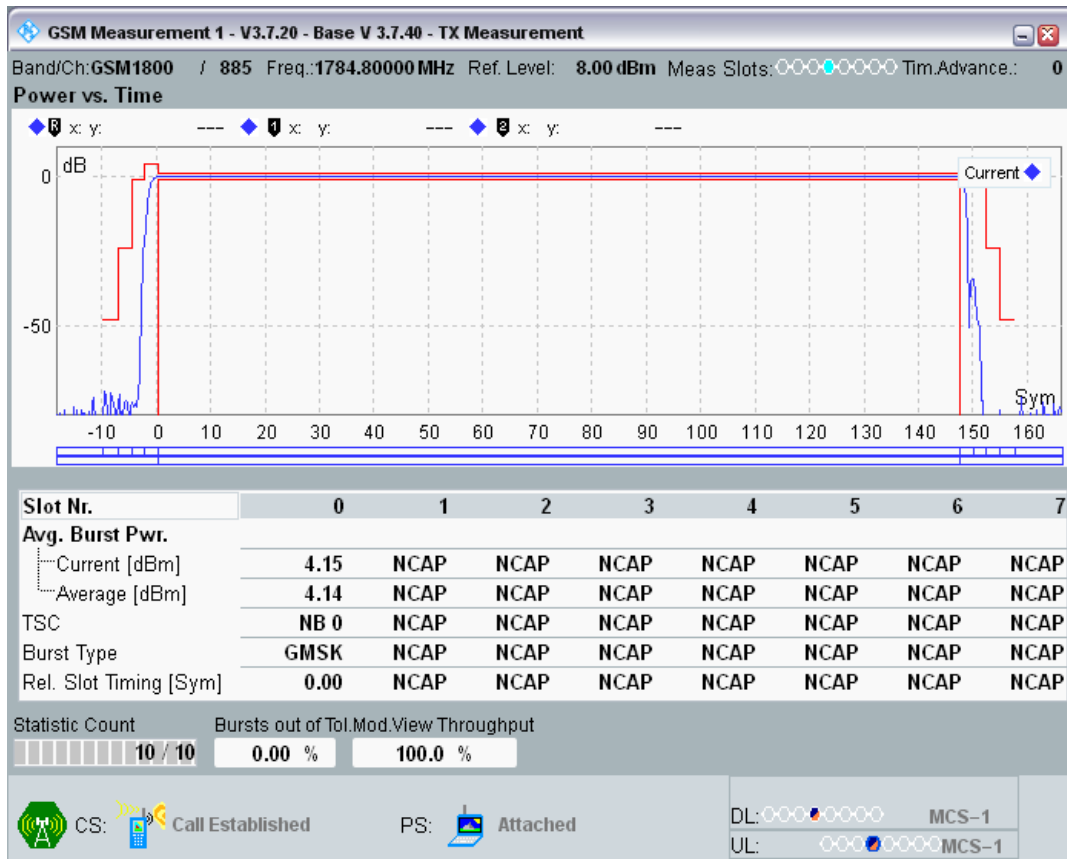 GSM Measurement 1 - V3.7.20 - Base V 3.7.40 - TX Measurement
Band/Ch:GSM1800 / 885 Freq.:1784.80000 MHz Ref. Level: 8.00 dBm Meas Slots: Tim.Advance.: 0
Power vs. Time
R x: y: --- 1 x: y: --- 2 x: y: ---
dB
Current
0
-50
Sym
-10 0 10 20 30 40 50 60 70 80 90 100 110 120 130 140 150 160
Slot Nr. 0 1 2 3 4 5 6 7
Avg. Burst Pwr.
Current [dBm] 4.15 NCAP NCAP NCAP NCAP NCAP NCAP NCAP
Average [dBm] 4.14 NCAP NCAP NCAP NCAP NCAP NCAP NCAP
TSC NB 0 NCAP NCAP NCAP NCAP NCAP NCAP NCAP
Burst Type GMSK NCAP NCAP NCAP NCAP NCAP NCAP NCAP
Rel. Slot Timing [Sym] 0.00 NCAP NCAP NCAP NCAP NCAP NCAP NCAP
Statistic Count Bursts out of Tol.Mod.View Throughput
10 / 10 0.00 % 100.0 %
CS: Call Established PS: Attached
DL: MCS-1
UL: MCS-1